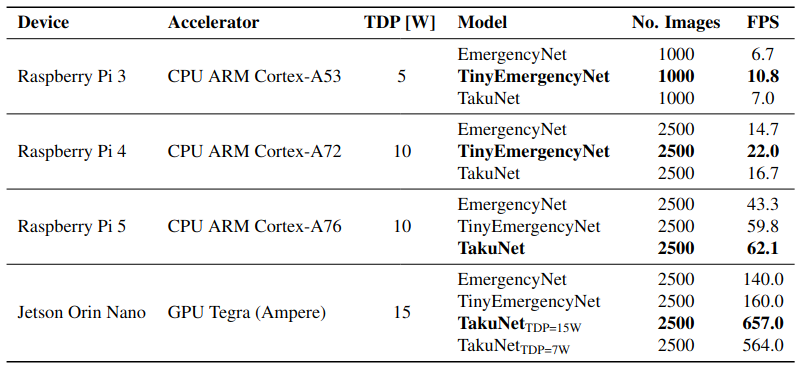 Device Accelerator TDP [W] Model No. Images FPS
EmergencyNet 1000 6.7
Raspberry Pi 3 CPU ARM Cortex-A53 5 TinyEmergencyNet 1000 10.8
TakuNet 1000 7.0
EmergencyNet 2500 14.7
Raspberry Pi 4 CPU ARM Cortex-A72 10 TinyEmergencyNet 2500 22.0
TakuNet 2500 16.7
EmergencyNet 2500 43.3
Raspberry Pi 5 CPU ARM Cortex-A76 10 TinyEmergencyNet 2500 59.8
TakuNet 2500 62.1
EmergencyNet 2500 140.0
TinyEmergencyNet 2500 160.0
Jetson Orin Nano GPU Tegra (Ampere) 15 TakuNetTDP=15W 2500 657.0
TakuNetTDP=7W 2500 564.0